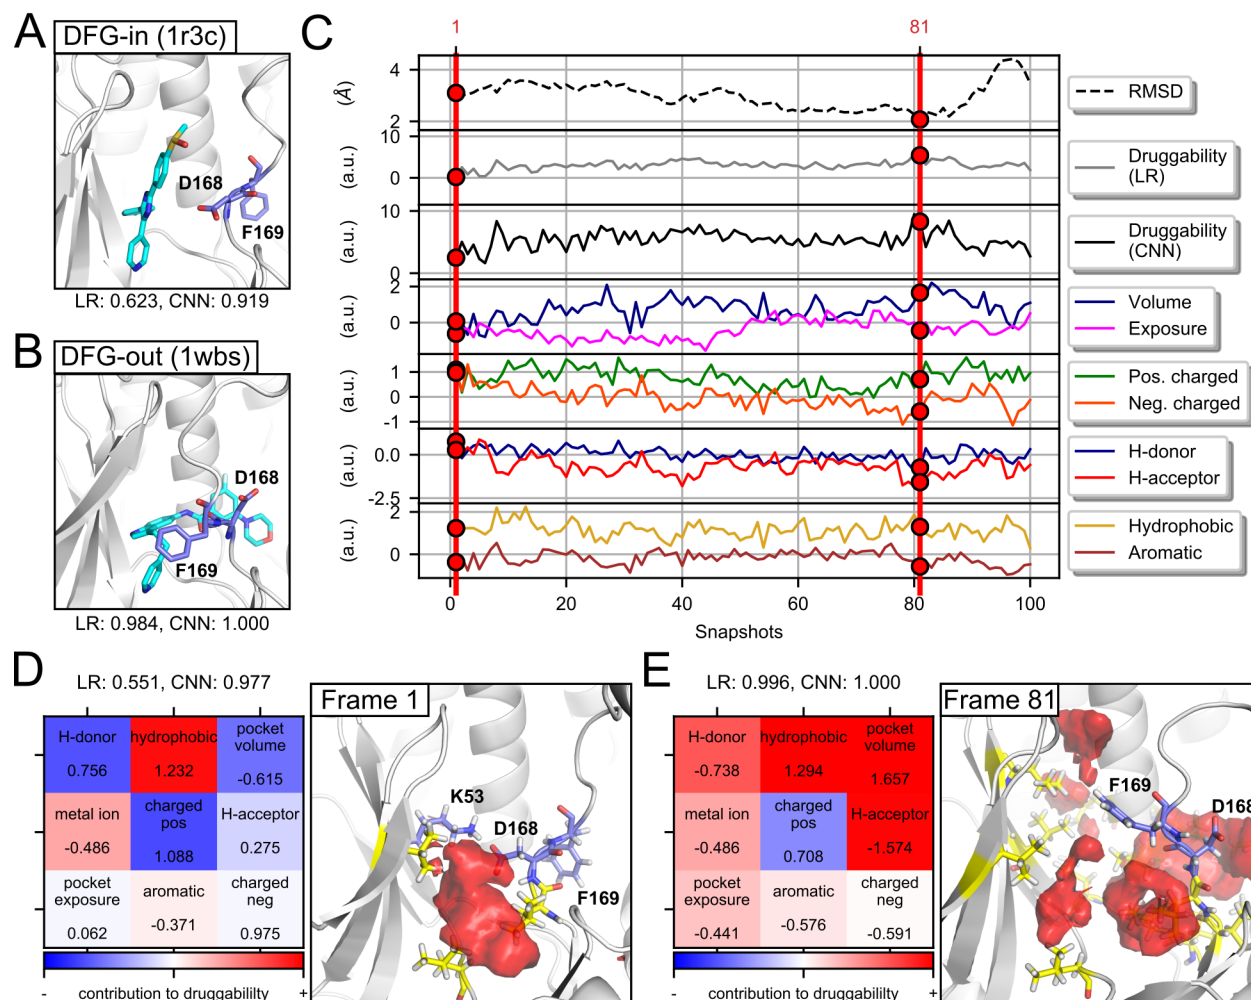 A
DFG-in (1r3c)
D168
F169
LR: 0.623, CNN: 0.919
B
DFG-out (1wbs)
D168
F169
LR: 0.984, CNN: 1.000
C
1
81
4
2
(Å)
RMSD
10
0
(a.u.)
Druggability
(LR)
10
0
(a.u.)
Druggability
(CNN)
2
0
(a.u.)
Volume
Exposure
1
0
-1
(a.u.)
Pos. charged
Neg. charged
0.0
-2.5
(a.u.)
H-donor
H-acceptor
2
0
(a.u.)
Hydrophobic
Aromatic
0 20 40 60 80 100
Snapshots
D
LR: 0.551, CNN: 0.977
H-donor
0.756
hydrophobic
1.232
pocket
volume
-0.615
metal ion
-0.486
charged
pos
1.088
H-acceptor
0.275
pocket
exposure
0.062
aromatic
-0.371
charged
neg
0.975
- contribution to druggabililty +
Frame 1
K53
D168
F169
E
LR: 0.996, CNN: 1.000
H-donor
-0.738
hydrophobic
1.294
pocket
volume
1.657
metal ion
-0.486
charged
pos
0.708
H-acceptor
-1.574
pocket
exposure
-0.441
aromatic
-0.576
charged
neg
-0.591
- contribution to druggabililty +
Frame 81
F169
D168